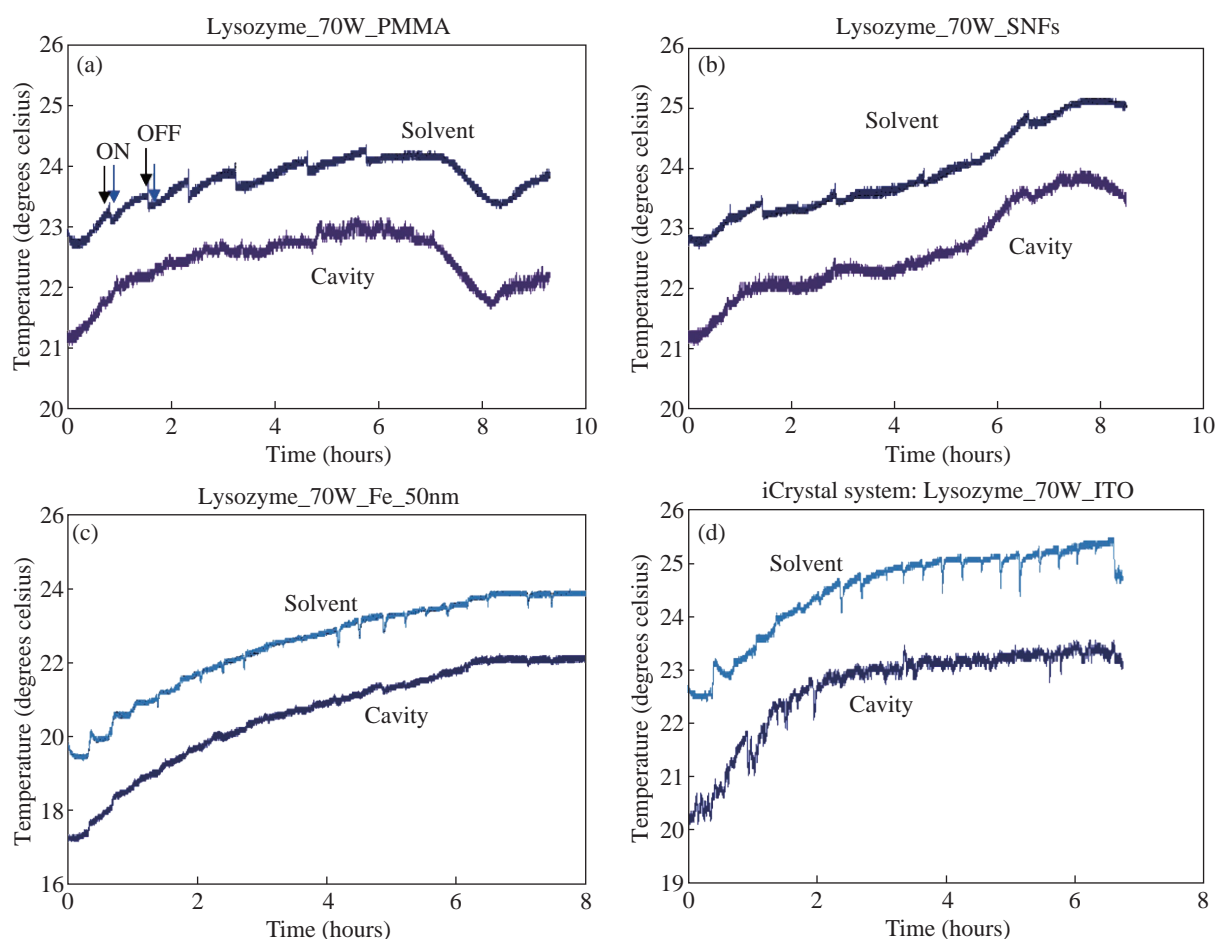 Lysozyme_70W_PMMA
(a)
26
25
24
23
22
21
20
Temperature (degrees celsius)
ON
OFF
Solvent
Cavity
0
2
4
6
8
10
Time (hours)
Lysozyme_70W_SNFs
(b)
26
25
24
23
22
21
20
Temperature (degrees celsius)
Solvent
Cavity
0
2
4
6
8
10
Time (hours)
Lysozyme_70W_Fe_50nm
(c)
26
24
22
20
18
16
Temperature (degrees celsius)
Solvent
Cavity
0
2
4
6
8
Time (hours)
iCrystal system: Lysozyme_70W_ITO
(d)
26
25
24
23
22
21
20
19
Temperature (degrees celsius)
Solvent
Cavity
0
2
4
6
8
Time (hours)